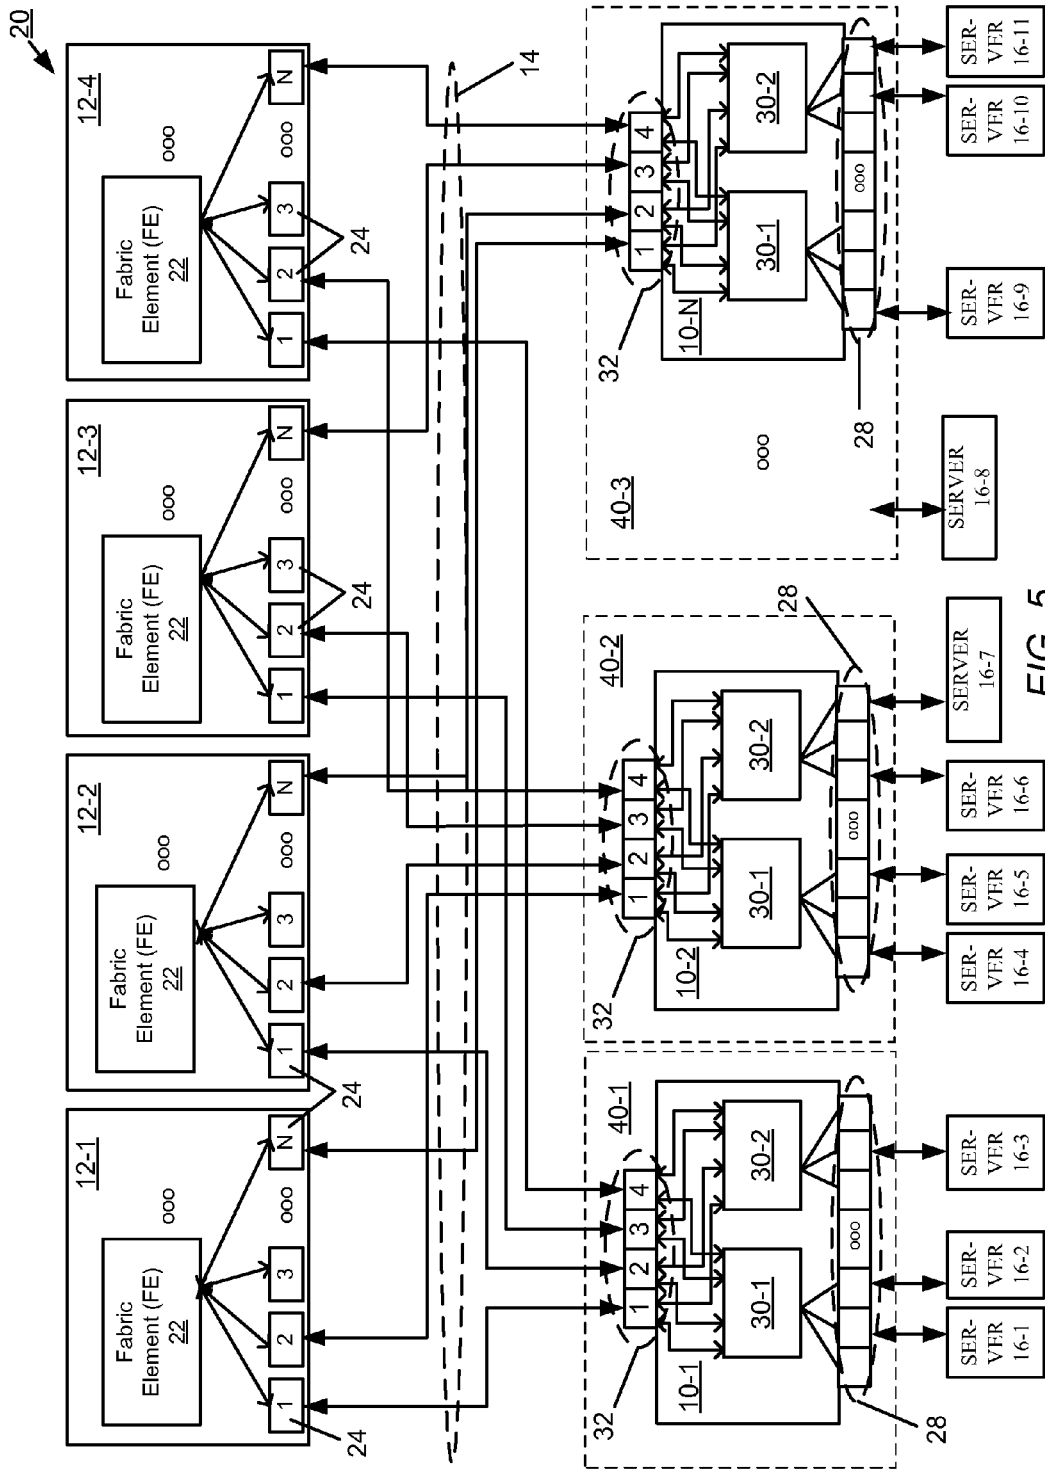 20
12-1
Fabric
Element (FE)
22
ooo
1
2
3
ooo
N
24
12-2
Fabric
Element (FE)
22
ooo
1
2
3
ooo
N
24
12-3
Fabric
Element (FE)
22
ooo
1
2
3
ooo
N
24
12-4
Fabric
Element (FE)
22
ooo
1
2
3
ooo
N
24
14
40-1
32
1
2
3
4
10-1
30-1
30-2
ooo
28
40-2
32
1
2
3
4
10-2
30-1
30-2
ooo
28
40-3
ooo
32
1
2
3
4
10-N
30-1
30-2
ooo
28
SER-
VER
16-1
SER-
VER
16-2
SER-
VER
16-3
SER-
VER
16-4
SER-
VER
16-5
SER-
VER
16-6
SERVER
16-7
SERVER
16-8
SER-
VER
16-9
SER-
VER
16-10
SER-
VER
16-11
FIG. 5